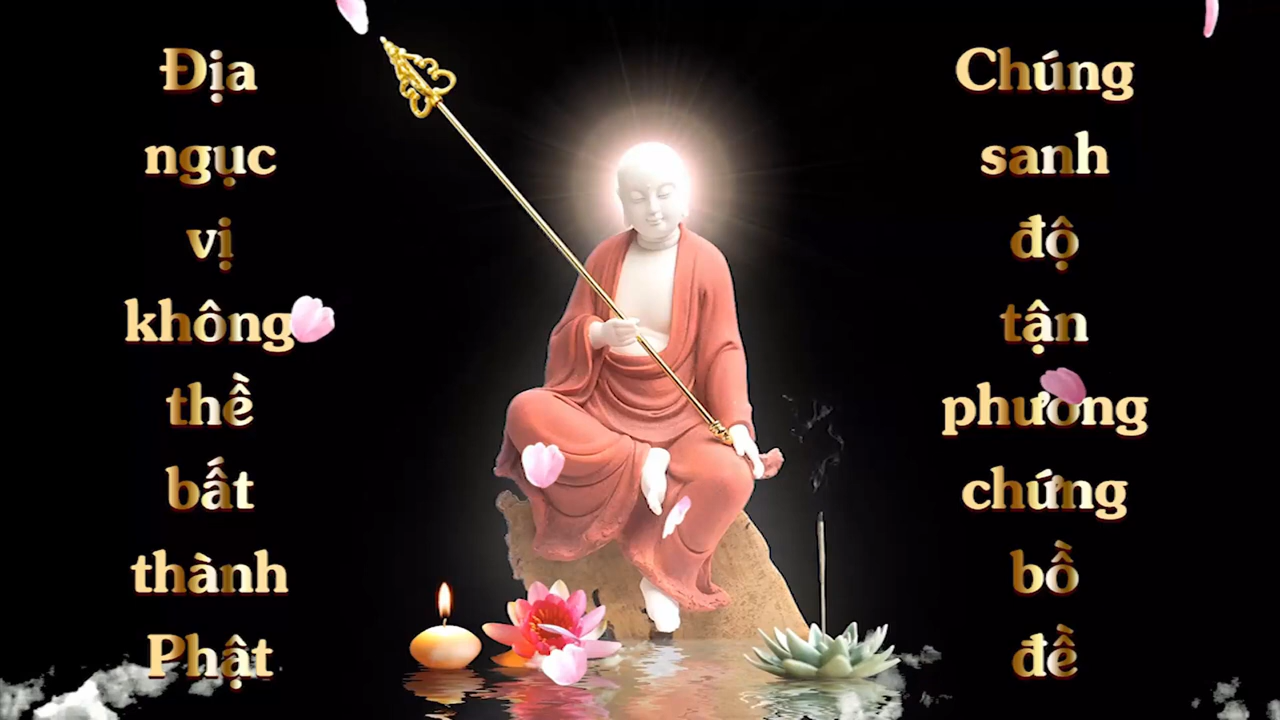 Địa
ngục
vị
không
thề
bất
thành
Phật
Chúng
sanh
độ
tận
phương
chứng
bồ
đề